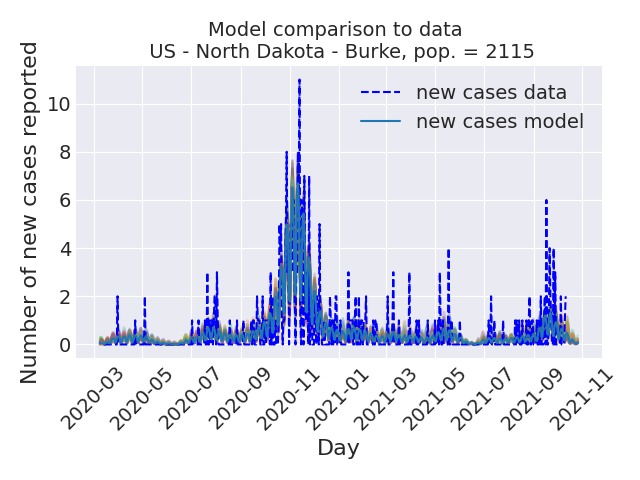 Model comparison to data
US - North Dakota - Burke, pop. = 2115
Number of new cases reported
10
8
6
4
2
0
new cases data
new cases model
2020-03
2020-05
2020-07
2020-09
2020-11
2021-01
2021-03
2021-05
2021-07
2021-09
2021-11
Day